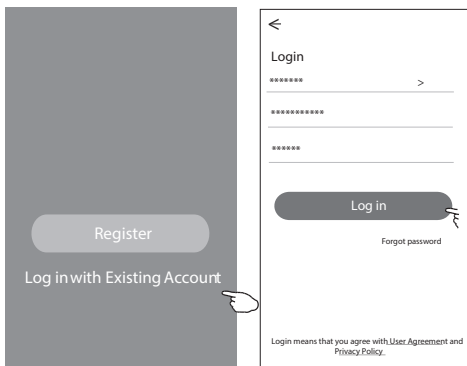 Register
Log in with Existing Account
Login
******* >
***********
******
Log in
Forgot password
Login means that you agree with User Agreement and
Privacy Policy